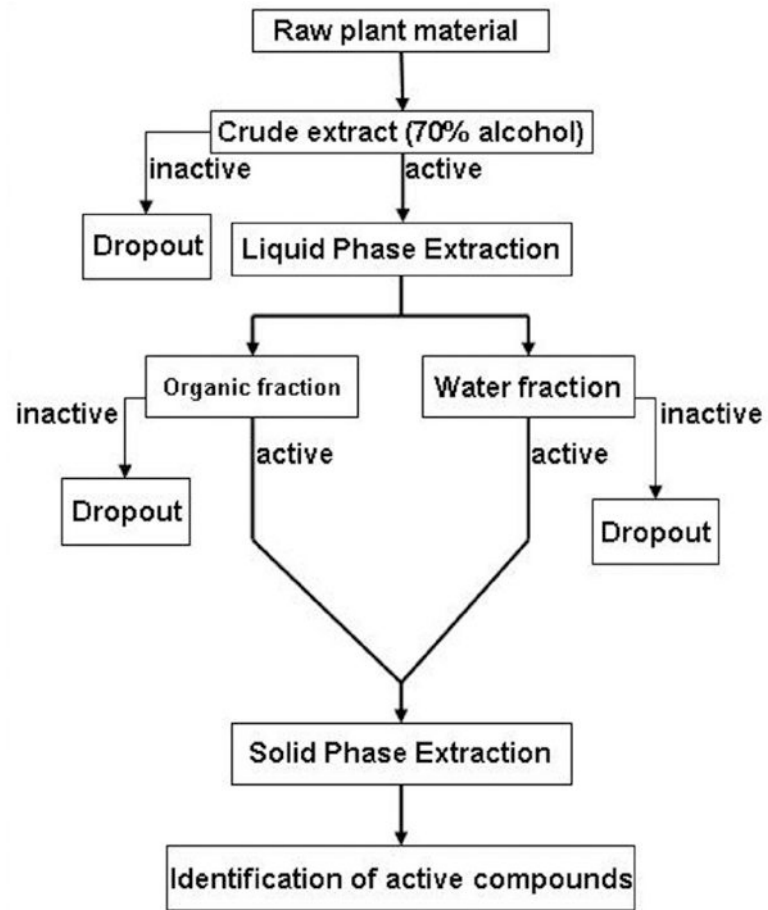 Raw plant material
Crude extract (70% alcohol)
inactive
active
Dropout
Liquid Phase Extraction
Organic fraction
Water fraction
inactive
active
active
inactive
Dropout
Dropout
Solid Phase Extraction
Identification of active compounds